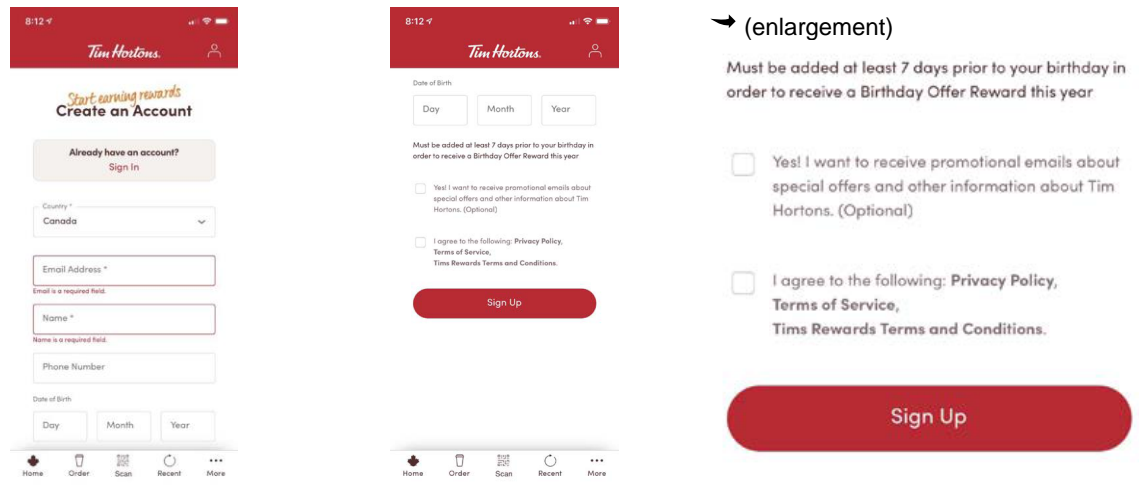 8:12
Tim Hortons.
Start earning rewards
Create an Account
Already have an account?
Sign In
Country *
Canada
Email Address *
Email is a required field.
Name *
Name is a required field.
Phone Number
Date of Birth
Day Month Year
Home Order Scan Recent More
8:12
Tim Hortons.
Date of Birth
Day Month Year
Must be added at least 7 days prior to your birthday in
order to receive a Birthday Offer Reward this year
Yes! I want to receive promotional emails about
special offers and other information about Tim
Hortons. (Optional)
I agree to the following: Privacy Policy,
Terms of Service,
Tims Rewards Terms and Conditions.
Sign Up
Home Order Scan Recent More
(enlargement)
Must be added at least 7 days prior to your birthday in
order to receive a Birthday Offer Reward this year
Yes! I want to receive promotional emails about
special offers and other information about Tim
Hortons. (Optional)
I agree to the following: Privacy Policy,
Terms of Service,
Tims Rewards Terms and Conditions.
Sign Up